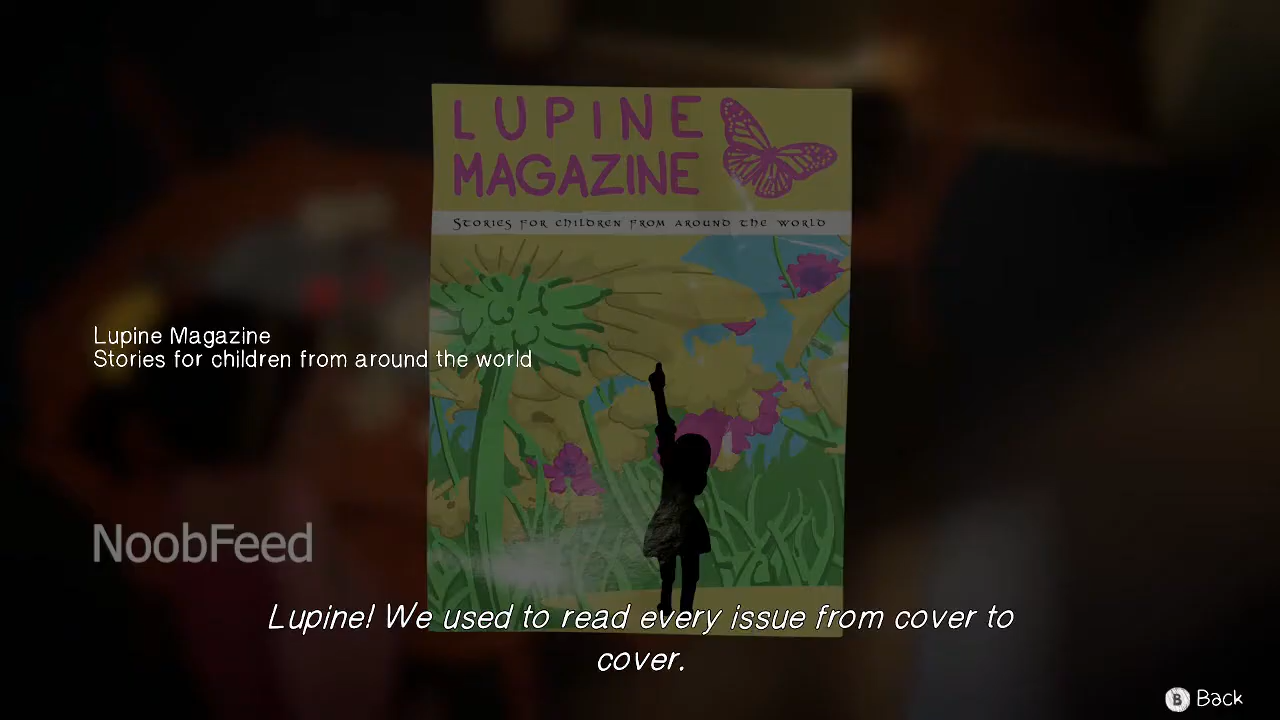 LUPINE
MAGAZINE
Stories for children from around the world
Lupine Magazine
Stories for children from around the world
NoobFeed
Lupine! We used to read every issue from cover to
cover.
B Back